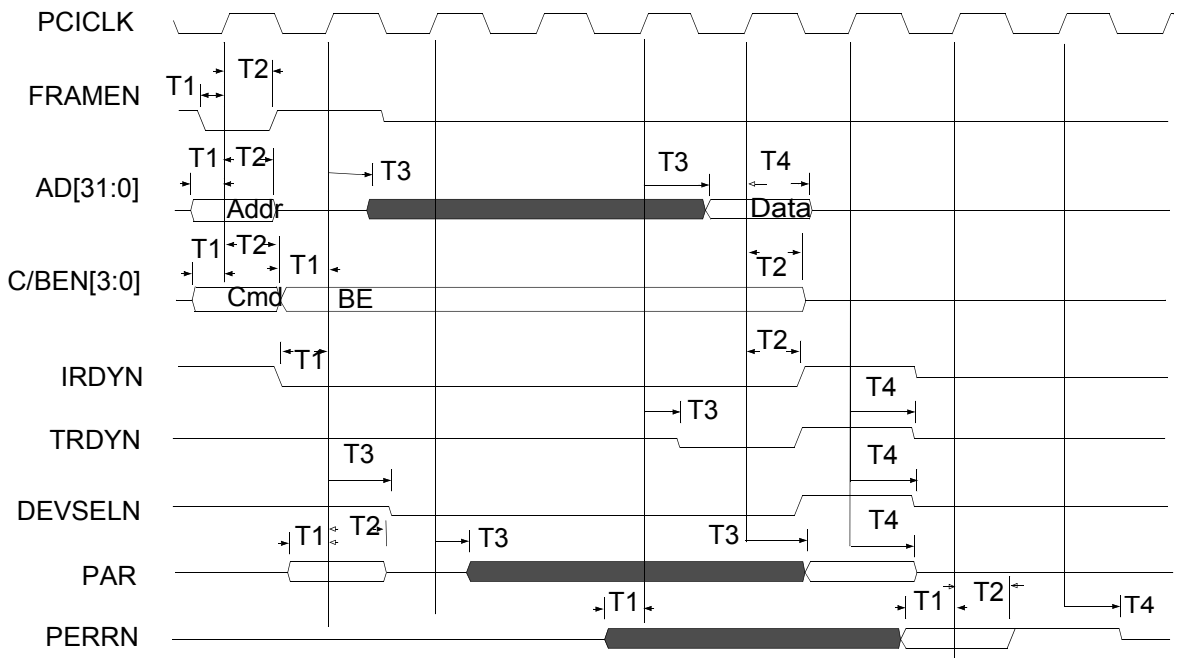 PCICLK
T2
T1
FRAMEN
T1 T2 T3 T3 T4
AD[31:0]
Addr Data
T1 T2 T1 T2
C/BEN[3:0]
Cmd BE
T1 T2
IRDYN
T4
T3
TRDYN
T3 T4
DEVSELN
T1 T2 T3 T3 T4
PAR
T1 T1 T2 T4
PERRN